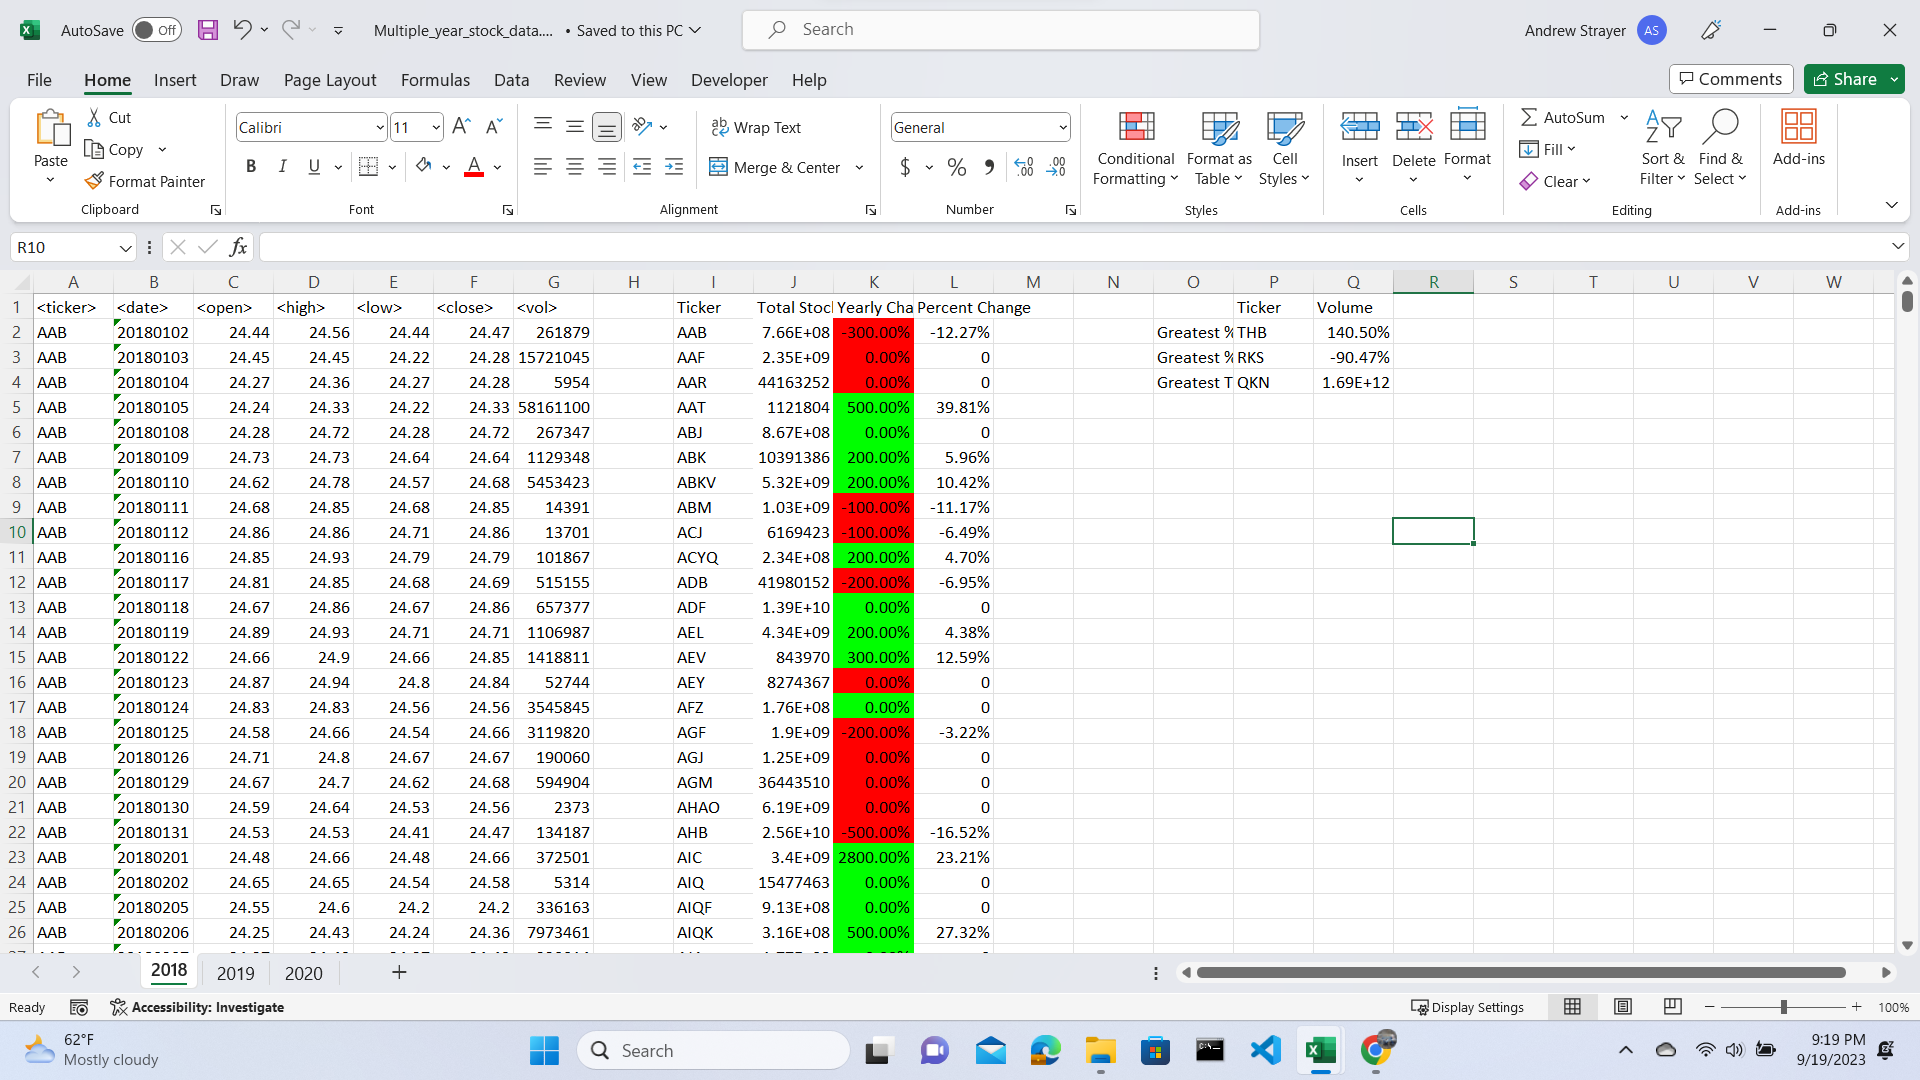 AutoSave Off Multiple_year_stock_data.... • Saved to this PC Search Andrew Strayer AS
File Home Insert Draw Page Layout Formulas Data Review View Developer Help Comments Share
Paste Cut Copy Format Painter Clipboard
Calibri 11 B I U A Font
Wrap Text Merge & Center Alignment
General $ % Number
Conditional Formatting Format as Table Cell Styles Styles
Insert Delete Format Cells
AutoSum Fill Clear Sort & Filter Find & Select Editing
Add-ins Add-ins
R10 fx
A B C D E F G H I J K L M N O P Q R S T U V W
1 <ticker> <date> <open> <high> <low> <close> <vol> Ticker Total Stoc Yearly Cha Percent Change Ticker Volume
2 AAB 20180102 24.44 24.56 24.44 24.47 261879 AAB 7.66E+08 -300.00% -12.27% Greatest % THB 140.50%
3 AAB 20180103 24.45 24.45 24.22 24.28 15721045 AAF 2.35E+09 0.00% 0 Greatest % RKS -90.47%
4 AAB 20180104 24.27 24.36 24.27 24.28 5954 AAR 44163252 0.00% 0 Greatest T QKN 1.69E+12
5 AAB 20180105 24.24 24.33 24.22 24.33 58161100 AAT 1121804 500.00% 39.81%
6 AAB 20180108 24.28 24.72 24.28 24.72 267347 ABJ 8.67E+08 0.00% 0
7 AAB 20180109 24.73 24.73 24.64 24.64 1129348 ABK 10391386 200.00% 5.96%
8 AAB 20180110 24.62 24.78 24.57 24.68 5453423 ABKV 5.32E+09 200.00% 10.42%
9 AAB 20180111 24.68 24.85 24.68 24.85 14391 ABM 1.03E+09 -100.00% -11.17%
10 AAB 20180112 24.86 24.86 24.71 24.86 13701 ACJ 6169423 -100.00% -6.49%
11 AAB 20180116 24.85 24.93 24.79 24.79 101867 ACYQ 2.34E+08 200.00% 4.70%
12 AAB 20180117 24.81 24.85 24.68 24.69 515155 ADB 41980152 -200.00% -6.95%
13 AAB 20180118 24.67 24.86 24.67 24.86 657377 ADF 1.39E+10 0.00% 0
14 AAB 20180119 24.89 24.93 24.71 24.71 1106987 AEL 4.34E+09 200.00% 4.38%
15 AAB 20180122 24.66 24.9 24.66 24.85 1418811 AEV 843970 300.00% 12.59%
16 AAB 20180123 24.87 24.94 24.8 24.84 52744 AEY 8274367 0.00% 0
17 AAB 20180124 24.83 24.83 24.56 24.56 3545845 AFZ 1.76E+08 0.00% 0
18 AAB 20180125 24.58 24.66 24.54 24.66 3119820 AGF 1.9E+09 -200.00% -3.22%
19 AAB 20180126 24.71 24.8 24.67 24.67 190060 AGJ 1.25E+09 0.00% 0
20 AAB 20180129 24.67 24.7 24.62 24.68 594904 AGM 36443510 0.00% 0
21 AAB 20180130 24.59 24.64 24.53 24.56 2373 AHAO 6.19E+09 0.00% 0
22 AAB 20180131 24.53 24.53 24.41 24.47 134187 AHB 2.56E+10 -500.00% -16.52%
23 AAB 20180201 24.48 24.66 24.48 24.66 372501 AIC 3.4E+09 2800.00% 23.21%
24 AAB 20180202 24.65 24.65 24.54 24.58 5314 AIQ 15477463 0.00% 0
25 AAB 20180205 24.55 24.6 24.2 24.2 336163 AIQF 9.13E+08 0.00% 0
26 AAB 20180206 24.25 24.43 24.24 24.36 7973461 AIQK 3.16E+08 500.00% 27.32%
2018 2019 2020
Ready Accessibility: Investigate Display Settings 100%
62°F
Mostly cloudy
Search
9:19 PM
9/19/2023